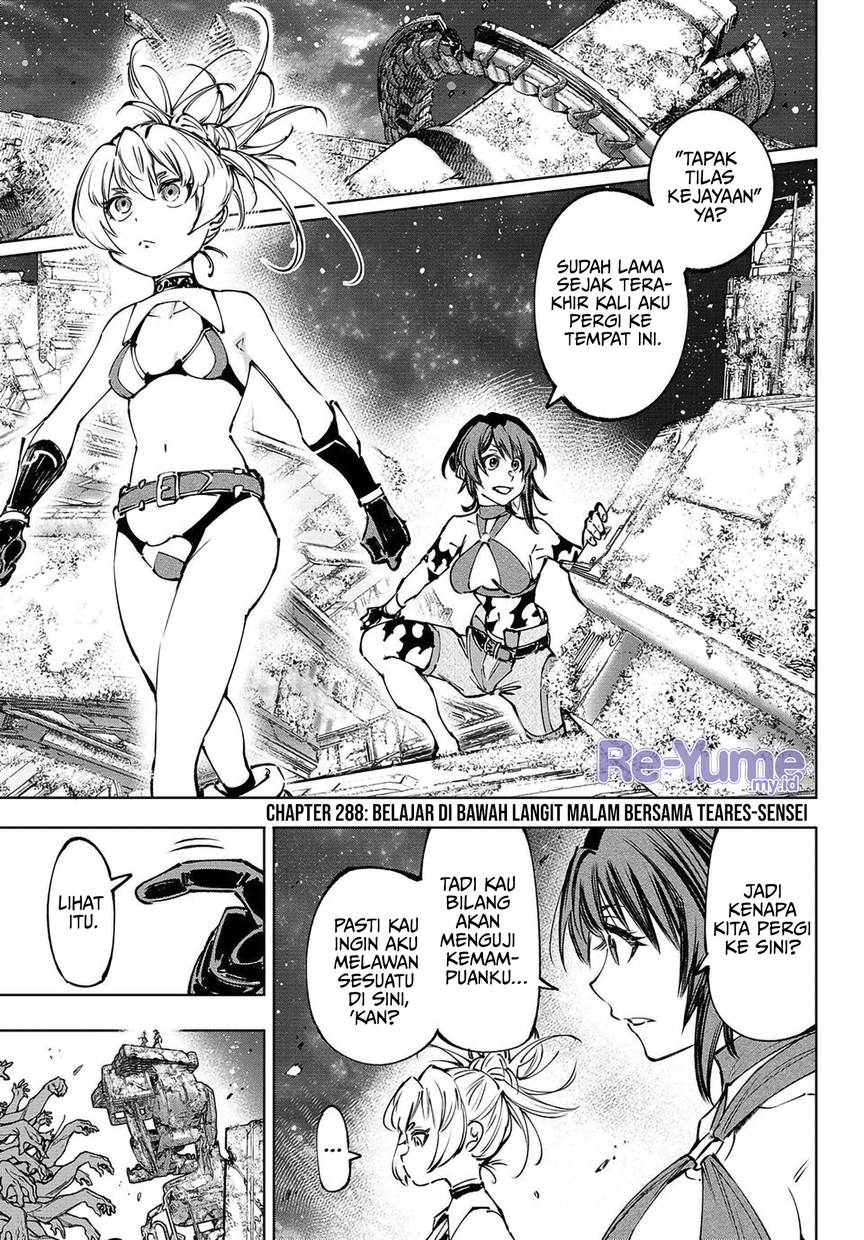 "TAPAK
TILAS
KEJAYAAN"
YA?
SUDAH LAMA
SEJAK TERA-
KHIR KALI AKU
PERGI KE
TEMPAT INI.
Re-Yume
my.id
CHAPTER 288: BELAJAR DI BAWAH LANGIT MALAM BERSAMA TEARES-SENSEI
JADI
KENAPA
KITA PERGI
KE SINI?
TADI KAU
BILANG
AKAN
MENGUJI
KEMAM-
PUANKU...
PASTI KAU
INGIN AKU
MELAWAN
SESUATU
DI SINI,
'KAN?
...
LIHAT
ITU.